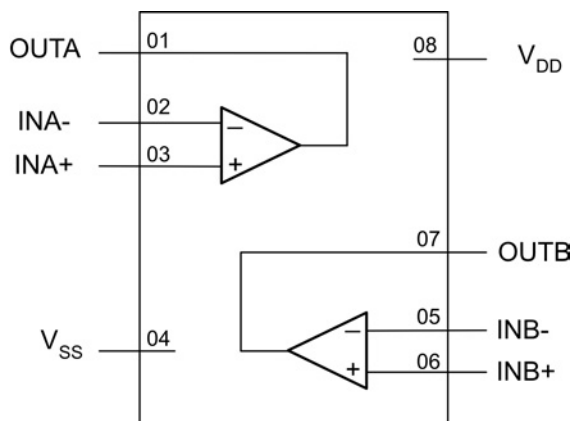 OUTA 01
08 VDD
INA- 02
−
INA+ 03
+
07 OUTB
VSS 04
05 INB-
−
06 INB+
+